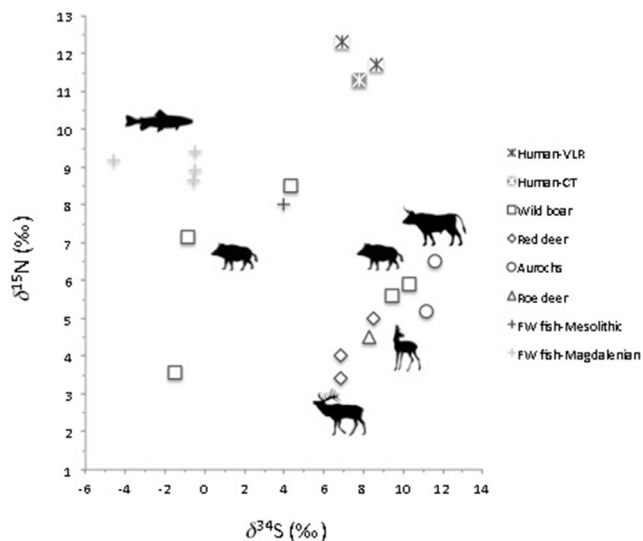 13
12
11
10
9
8
7
6
5
4
3
2
1
δ¹⁵N (‰)
-6 -4 -2 0 2 4 6 8 10 12 14
δ³⁴S (‰)
Human-VLR
Human-CT
Wild boar
Red deer
Aurochs
Roe deer
FW fish-Mesolithic
FW fish-Magdalenian